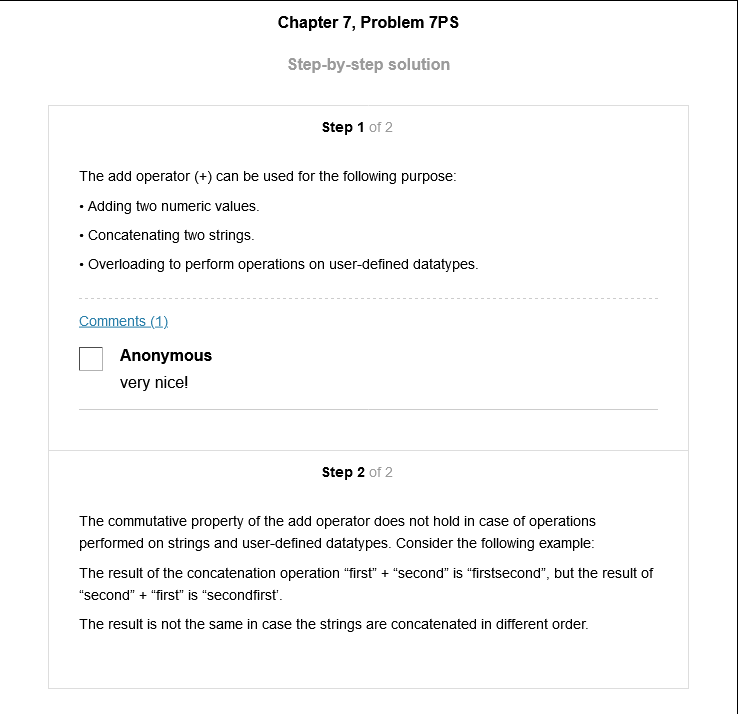 Chapter 7, Problem 7PS
Step-by-step solution
Step 1 of 2
The add operator (+) can be used for the following purpose:
• Adding two numeric values.
• Concatenating two strings.
• Overloading to perform operations on user-defined datatypes.
Comments (1)
Anonymous
very nice!
Step 2 of 2
The commutative property of the add operator does not hold in case of operations
performed on strings and user-defined datatypes. Consider the following example:
The result of the concatenation operation “first” + “second” is “firstsecond”, but the result of
“second” + “first” is “secondfirst’.
The result is not the same in case the strings are concatenated in different order.